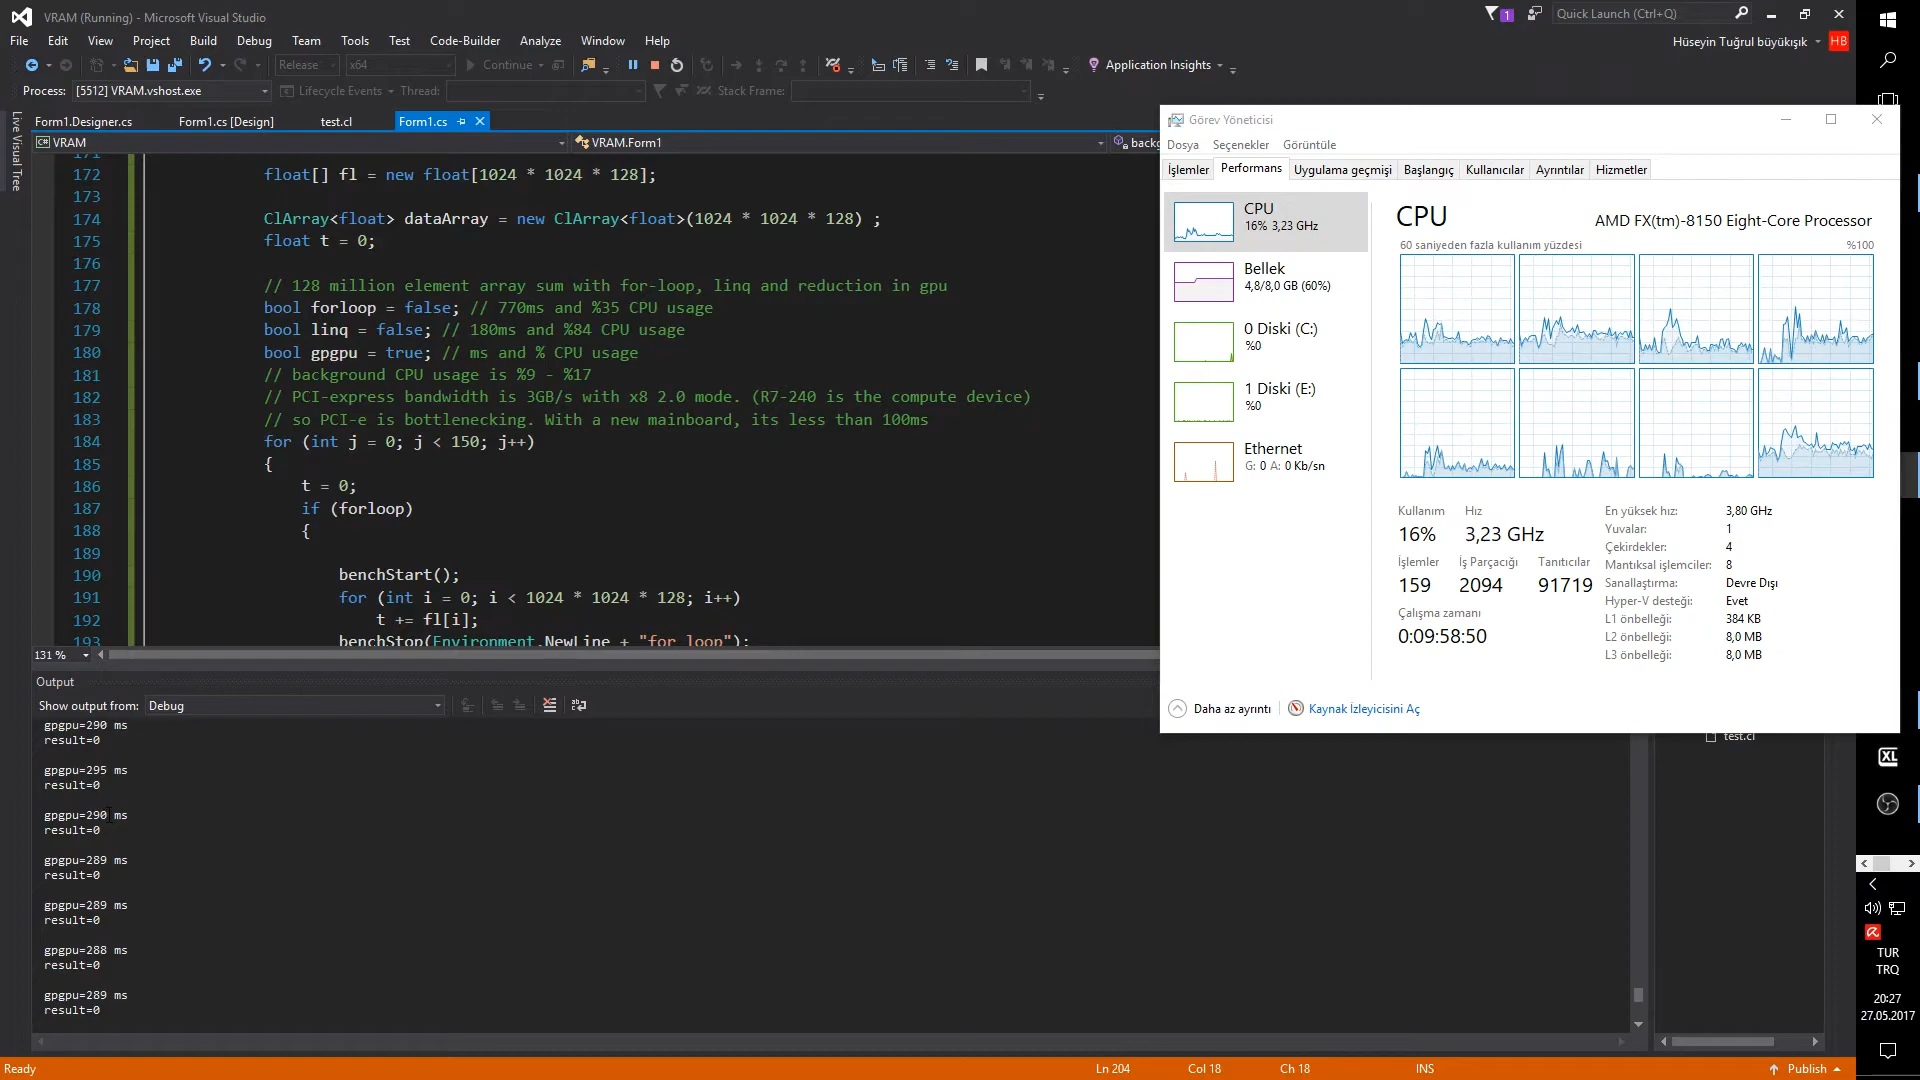 VRAM (Running) - Microsoft Visual Studio
1
Quick Launch (Ctrl+Q)
File Edit View Project Build Debug Team Tools Test Code-Builder Analyze Window Help
Hüseyin Tuğrul büyükışık HB
Release x64 Continue Application Insights
Process: [5512] VRAM.vshost.exe Lifecycle Events Thread: Stack Frame:
Live Visual Tree
Form1.Designer.cs Form1.cs [Design] test.cl Form1.cs
C# VRAM VRAM.Form1 backg
171
172 float[] fl = new float[1024 * 1024 * 128];
173
174 ClArray<float> dataArray = new ClArray<float>(1024 * 1024 * 128) ;
175 float t = 0;
176
177 // 128 million element array sum with for-loop, linq and reduction in gpu
178 bool forloop = false; // 770ms and %35 CPU usage
179 bool linq = false; // 180ms and %84 CPU usage
180 bool gpgpu = true; // ms and % CPU usage
181 // background CPU usage is %9 - %17
182 // PCI-express bandwidth is 3GB/s with x8 2.0 mode. (R7-240 is the compute device)
183 // so PCI-e is bottlenecking. With a new mainboard, its less than 100ms
184 for (int j = 0; j < 150; j++)
185 {
186 t = 0;
187 if (forloop)
188 {
189
190 benchStart();
191 for (int i = 0; i < 1024 * 1024 * 128; i++)
192 t += fl[i];
193 benchStop(Environment.NewLine + "for loop");
131 %
Output
Show output from: Debug
gpgpu=290 ms
result=0
gpgpu=295 ms
result=0
gpgpu=290 ms
result=0
gpgpu=289 ms
result=0
gpgpu=289 ms
result=0
gpgpu=288 ms
result=0
gpgpu=289 ms
result=0
Ready Ln 204 Col 18 Ch 18 INS Publish
Görev Yöneticisi
Dosya Seçenekler Görüntüle
İşlemler Performans Uygulama geçmişi Başlangıç Kullanıcılar Ayrıntılar Hizmetler
CPU
16% 3,23 GHz
Bellek
4,8/8,0 GB (60%)
0 Diski (C:)
%0
1 Diski (E:)
%0
Ethernet
G: 0 A: 0 Kb/sn
CPU AMD FX(tm)-8150 Eight-Core Processor
60 saniyeden fazla kullanım yüzdesi %100
Kullanım Hız
16% 3,23 GHz
İşlemler İş Parçacığı Tanıtıcılar
159 2094 91719
Çalışma zamanı
0:09:58:50
En yüksek hız: 3,80 GHz
Yuvalar: 1
Çekirdekler: 4
Mantıksal işlemciler: 8
Sanallaştırma: Devre Dışı
Hyper-V desteği: Evet
L1 önbelleği: 384 KB
L2 önbelleği: 8,0 MB
L3 önbelleği: 8,0 MB
Daha az ayrıntı Kaynak İzleyicisini Aç
test.cl
XL
TUR
TRQ
20:27
27.05.2017